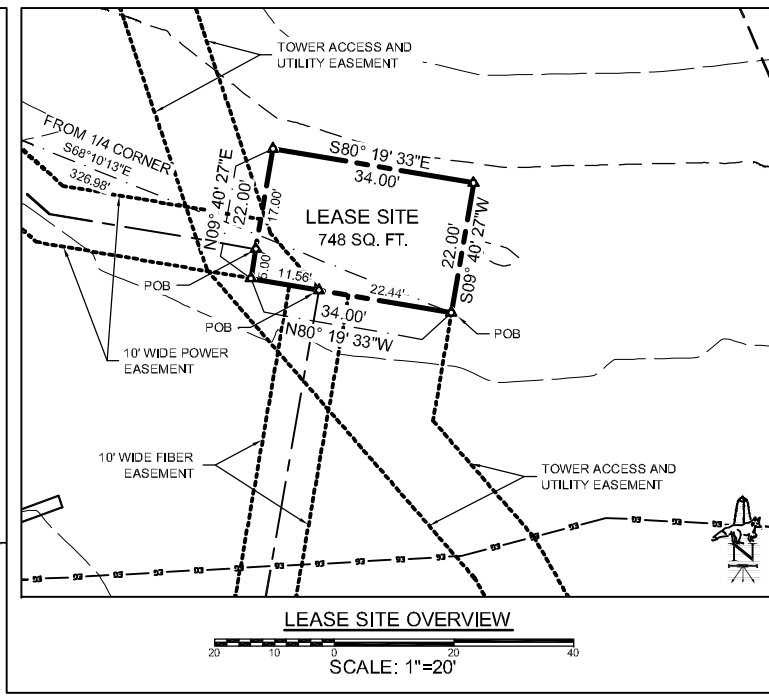 TOWER ACCESS AND
UTILITY EASEMENT
FROM 1/4 CORNER
S68°10'13"E
326.98'
S80° 19' 33"E
34.00'
N09° 40' 27"E
22.00'
17.00'
LEASE SITE
748 SQ. FT.
22.00'
S09° 40' 27"W
5.00'
11.56'
22.44'
POB
POB
34.00'
N80° 19' 33"W
POB
10' WIDE POWER
EASEMENT
10' WIDE FIBER
EASEMENT
TOWER ACCESS AND
UTILITY EASEMENT
N
LEASE SITE OVERVIEW
20 10 0 20 40
SCALE: 1"=20'